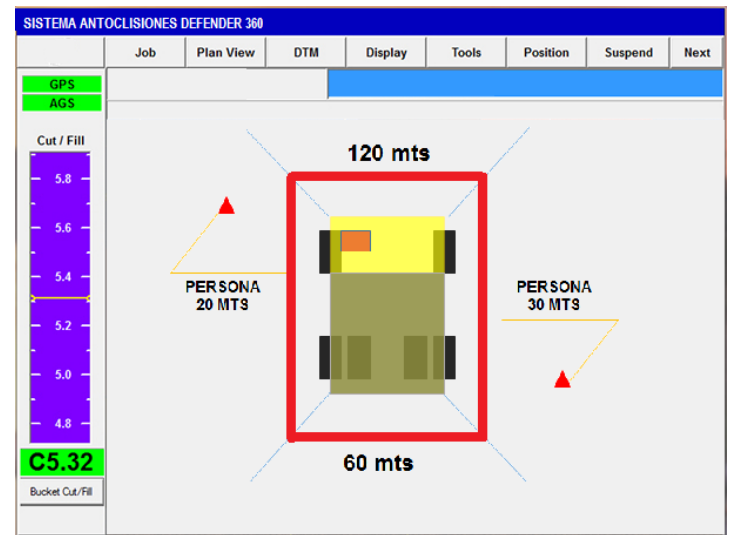 SISTEMA ANTOCLISIONES DEFENDER 360
Job Plan View DTM Display Tools Position Suspend Next
GPS
AGS
Cut / Fill
5.8
5.6
5.4
5.2
5.0
4.8
C5.32
Bucket Cut/Fill
120 mts
PERSONA
20 MTS
PERSONA
30 MTS
60 mts